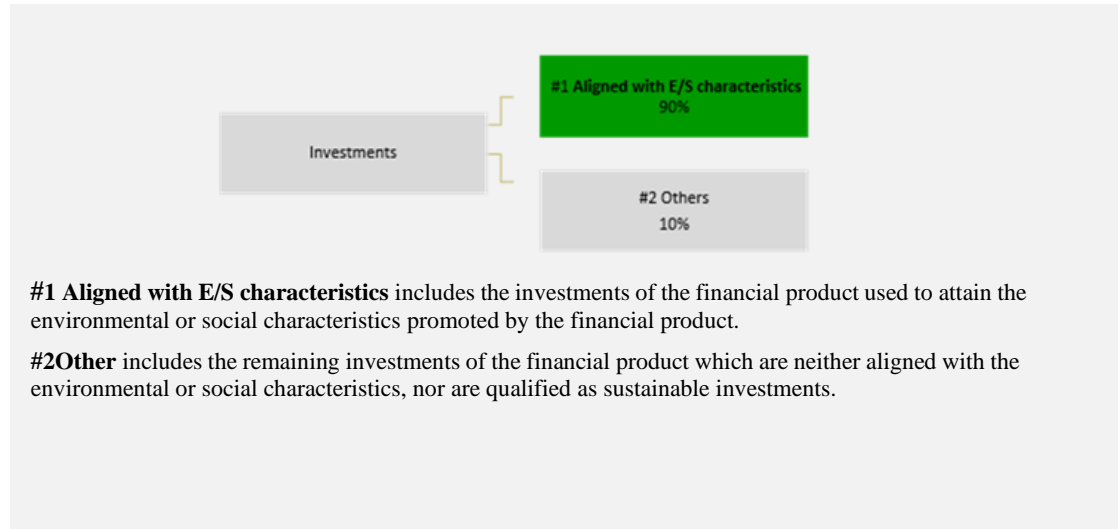 #1 Aligned with E/S characteristics
90%
Investments
#2 Others
10%
#1 Aligned with E/S characteristics includes the investments of the financial product used to attain the
environmental or social characteristics promoted by the financial product.
#2Other includes the remaining investments of the financial product which are neither aligned with the
environmental or social characteristics, nor are qualified as sustainable investments.